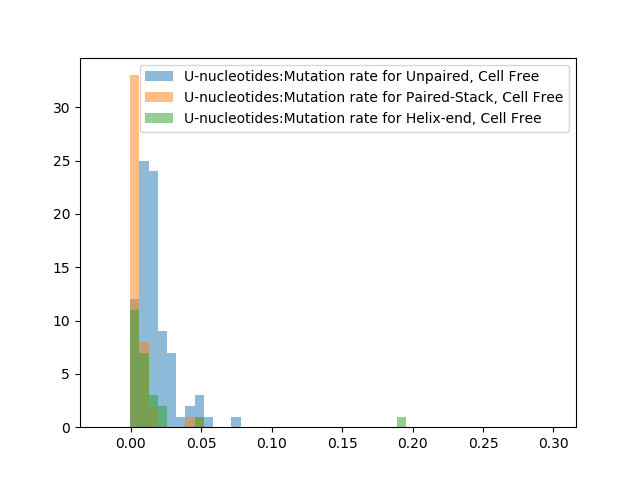 U-nucleotides:Mutation rate for Unpaired, Cell Free
U-nucleotides:Mutation rate for Paired-Stack, Cell Free
U-nucleotides:Mutation rate for Helix-end, Cell Free
30
25
20
15
10
5
0
0.00 0.05 0.10 0.15 0.20 0.25 0.30